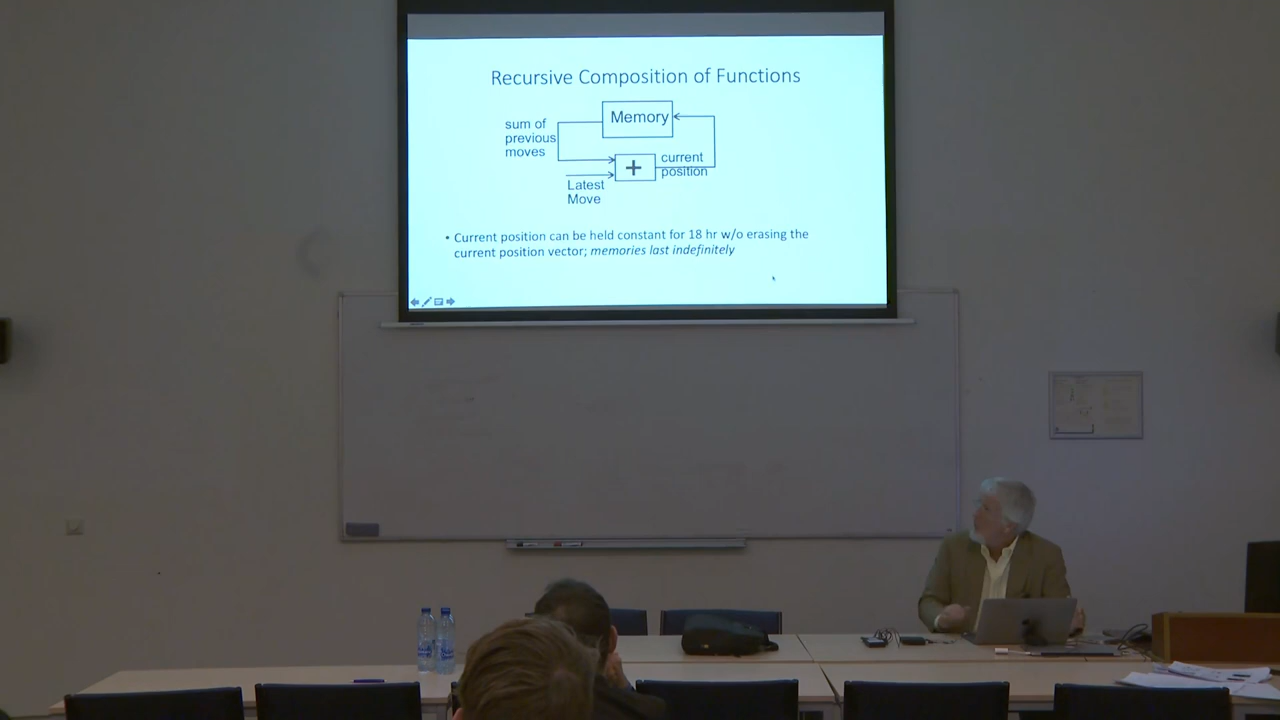 Recursive Composition of Functions
Memory
sum of
previous
moves
+
current
position
Latest
Move
• Current position can be held constant for 18 hr w/o erasing the
current position vector; memories last indefinitely